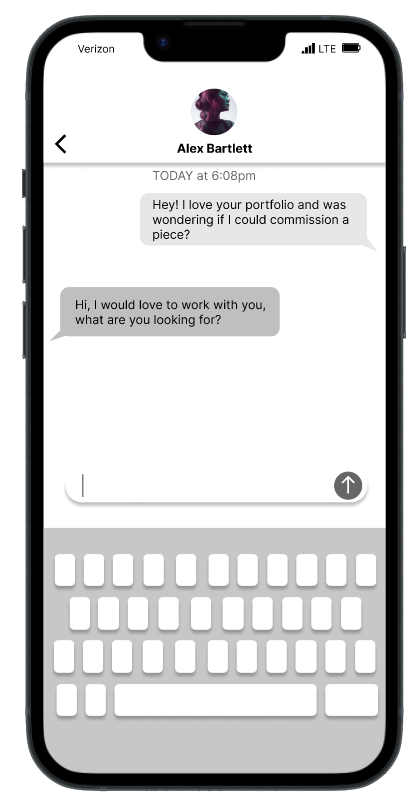 Verizon
LTE
Alex Bartlett
TODAY at 6:08pm
Hey! I love your portfolio and was
wondering if I could commission a
piece?
Hi, I would love to work with you,
what are you looking for?